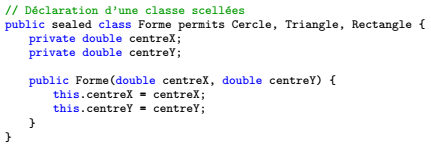 // Déclaration d'une classe scellées
public sealed class Forme permits Cercle, Triangle, Rectangle {
    private double centreX;
    private double centreY;

    public Forme(double centreX, double centreY) {
        this.centreX = centreX;
        this.centreY = centreY;
    }
}